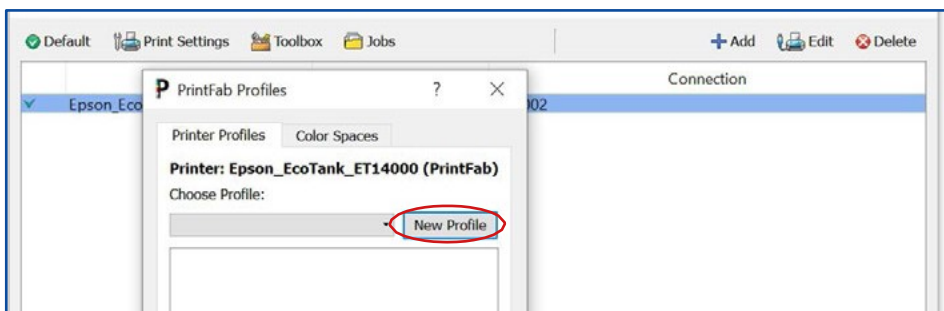 Default Print Settings Toolbox Jobs Add Edit Delete
Connection
PrintFab Profiles ? ×
Epson_Eco 002
Printer Profiles Color Spaces
Printer: Epson_EcoTank_ET14000 (PrintFab)
Choose Profile:
New Profile